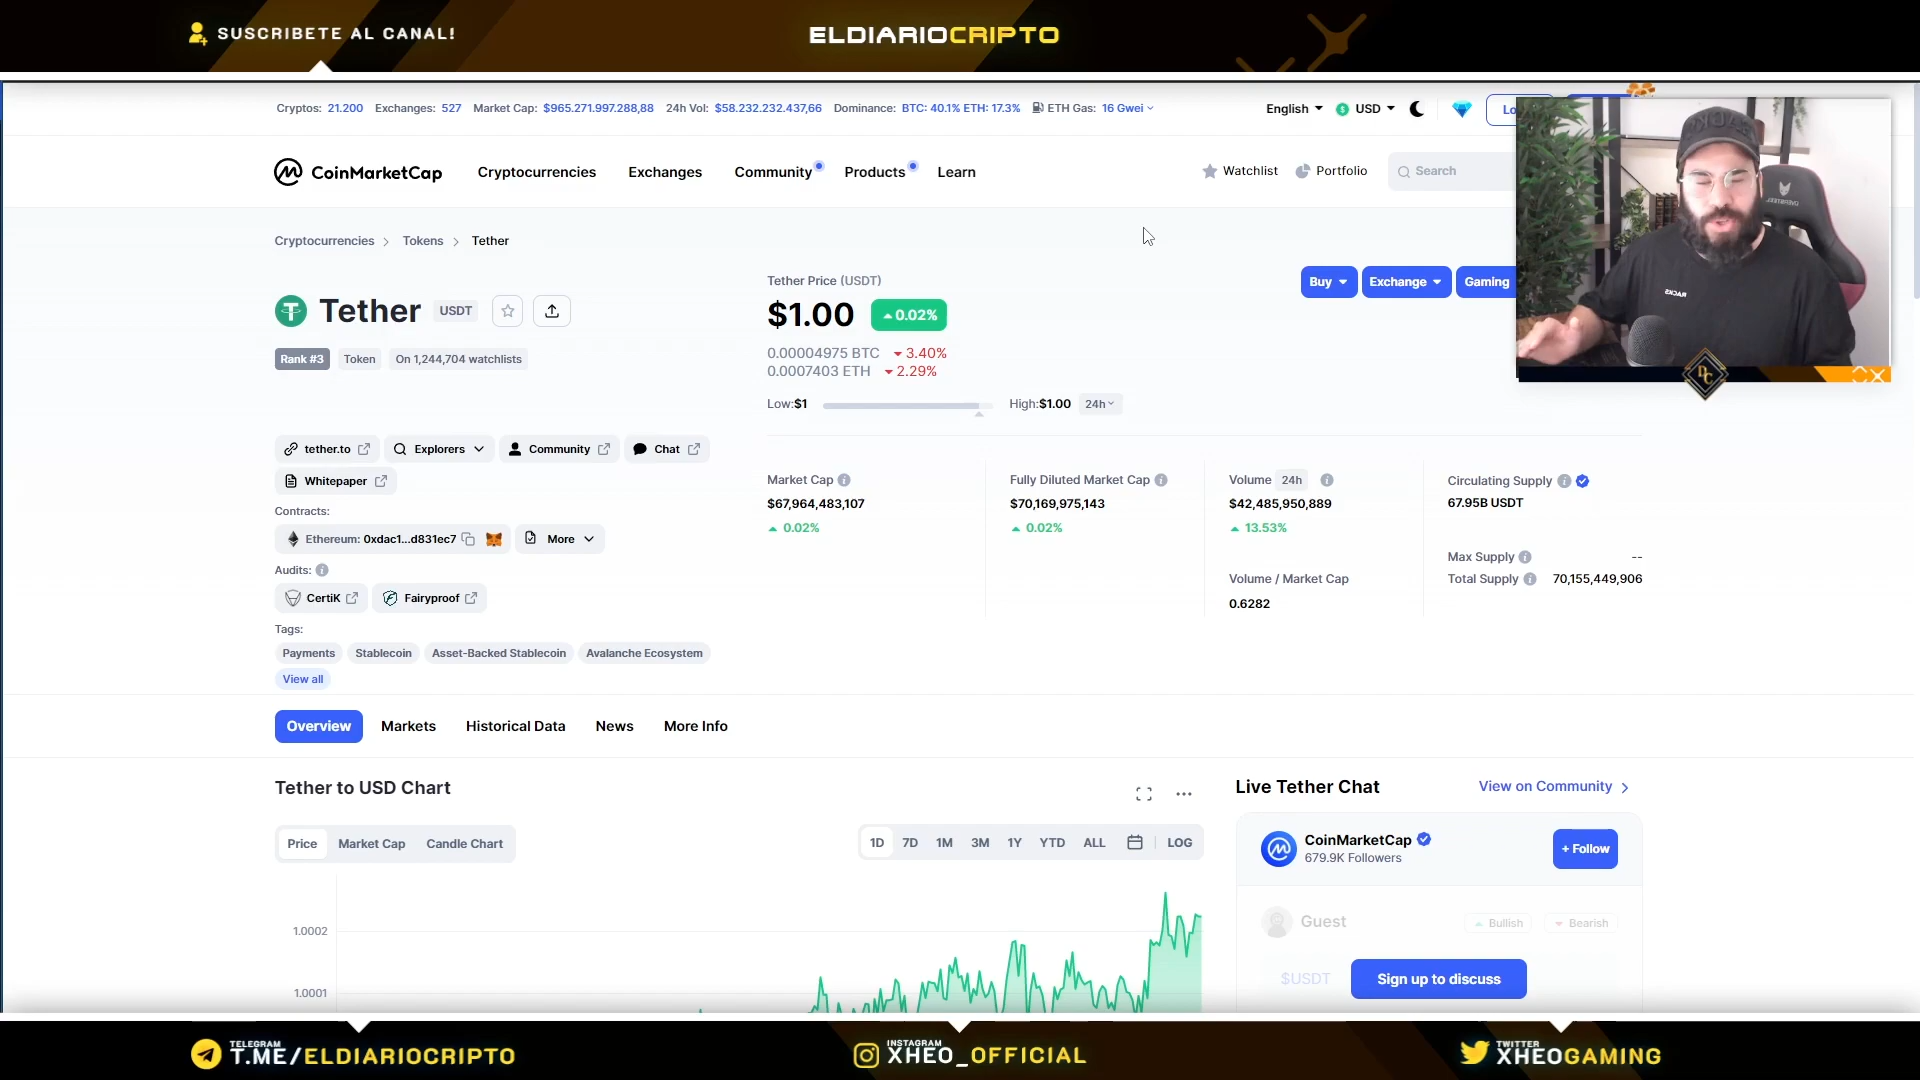 SUSCRIBETE AL CANAL!
ELDIARIOCRIPTO
Cryptos: 21.200 Exchanges: 527 Market Cap: $965.271.997.288,88 24h Vol: $58.232.232.437,66 Dominance: BTC: 40.1% ETH: 17.3% ETH Gas: 16 Gwei
English USD Lo
CoinMarketCap Cryptocurrencies Exchanges Community Products Learn
Watchlist Portfolio Search
Cryptocurrencies > Tokens > Tether
Tether USDT
Rank #3 Token On 1,244,704 watchlists
Tether Price (USDT)
$1.00 0.02%
0.00004975 BTC 3.40%
0.0007403 ETH 2.29%
Low: $1 High: $1.00 24h
Buy Exchange Gaming
RACKS
DC
tether.to Explorers Community Chat
Whitepaper
Contracts:
Ethereum: 0xdac1...d831ec7 More
Audits:
CertiK Fairyproof
Tags:
Payments Stablecoin Asset-Backed Stablecoin Avalanche Ecosystem
View all
Market Cap
$67,964,483,107
0.02%
Fully Diluted Market Cap
$70,169,975,143
0.02%
Volume 24h
$42,485,950,889
13.53%
Volume / Market Cap
0.6282
Circulating Supply
67.95B USDT
Max Supply --
Total Supply 70,155,449,906
Overview Markets Historical Data News More Info
Tether to USD Chart
Price Market Cap Candle Chart
1D 7D 1M 3M 1Y YTD ALL LOG
1.0002
1.0001
Live Tether Chat View on Community
CoinMarketCap
679.9K Followers
+ Follow
Guest Bullish Bearish
$USDT Sign up to discuss
TELEGRAM
T.ME/ELDIARIOCRIPTO
INSTAGRAM
XHEO_OFFICIAL
TWITTER
XHEOGAMING